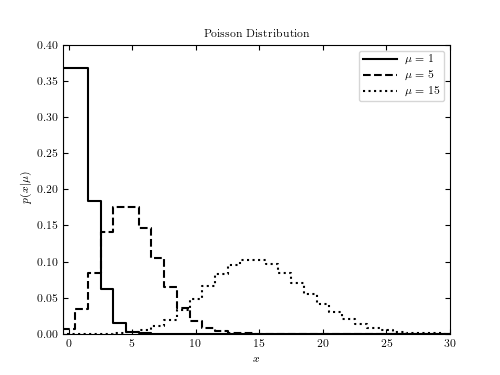 Poisson Distribution
0.40
0.35
0.30
0.25
0.20
0.15
0.10
0.05
0.00
p(x|μ)
μ = 1
μ = 5
μ = 15
0 5 10 15 20 25 30
x